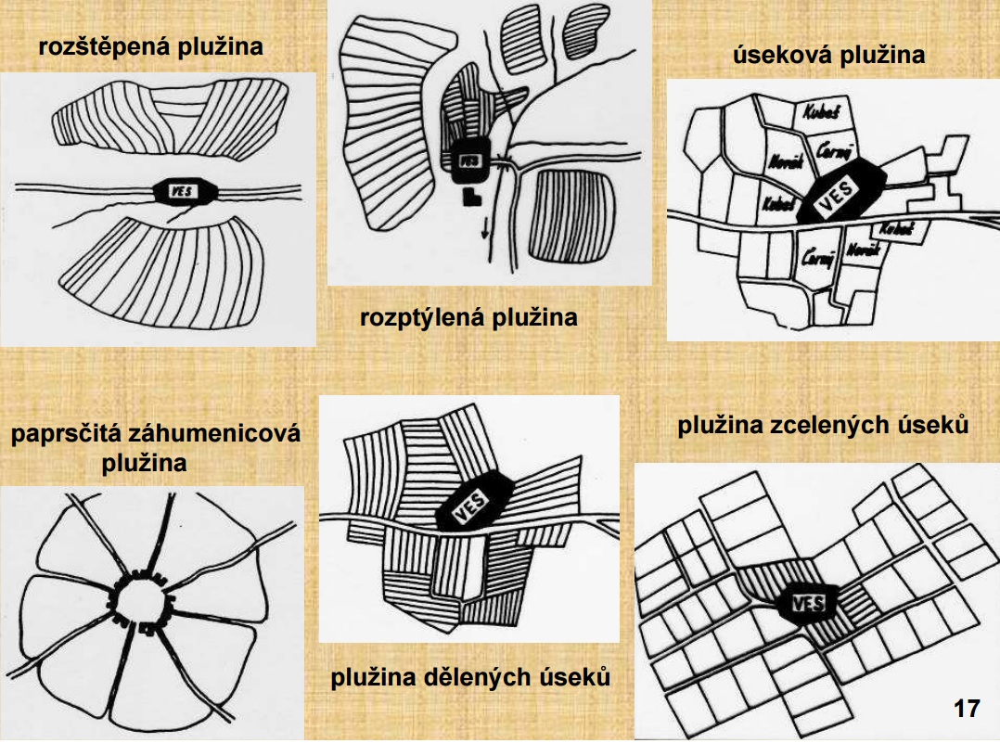 rozštěpená plužina
VES
VES
rozptýlená plužina
úseková plužina
Kubeš
Černý
Novák
Kubeš
VES
Kubeš
Novák
Černý
paprsčitá záhumenicová
plužina
VES
plužina dělených úseků
plužina zcelených úseků
VES
17